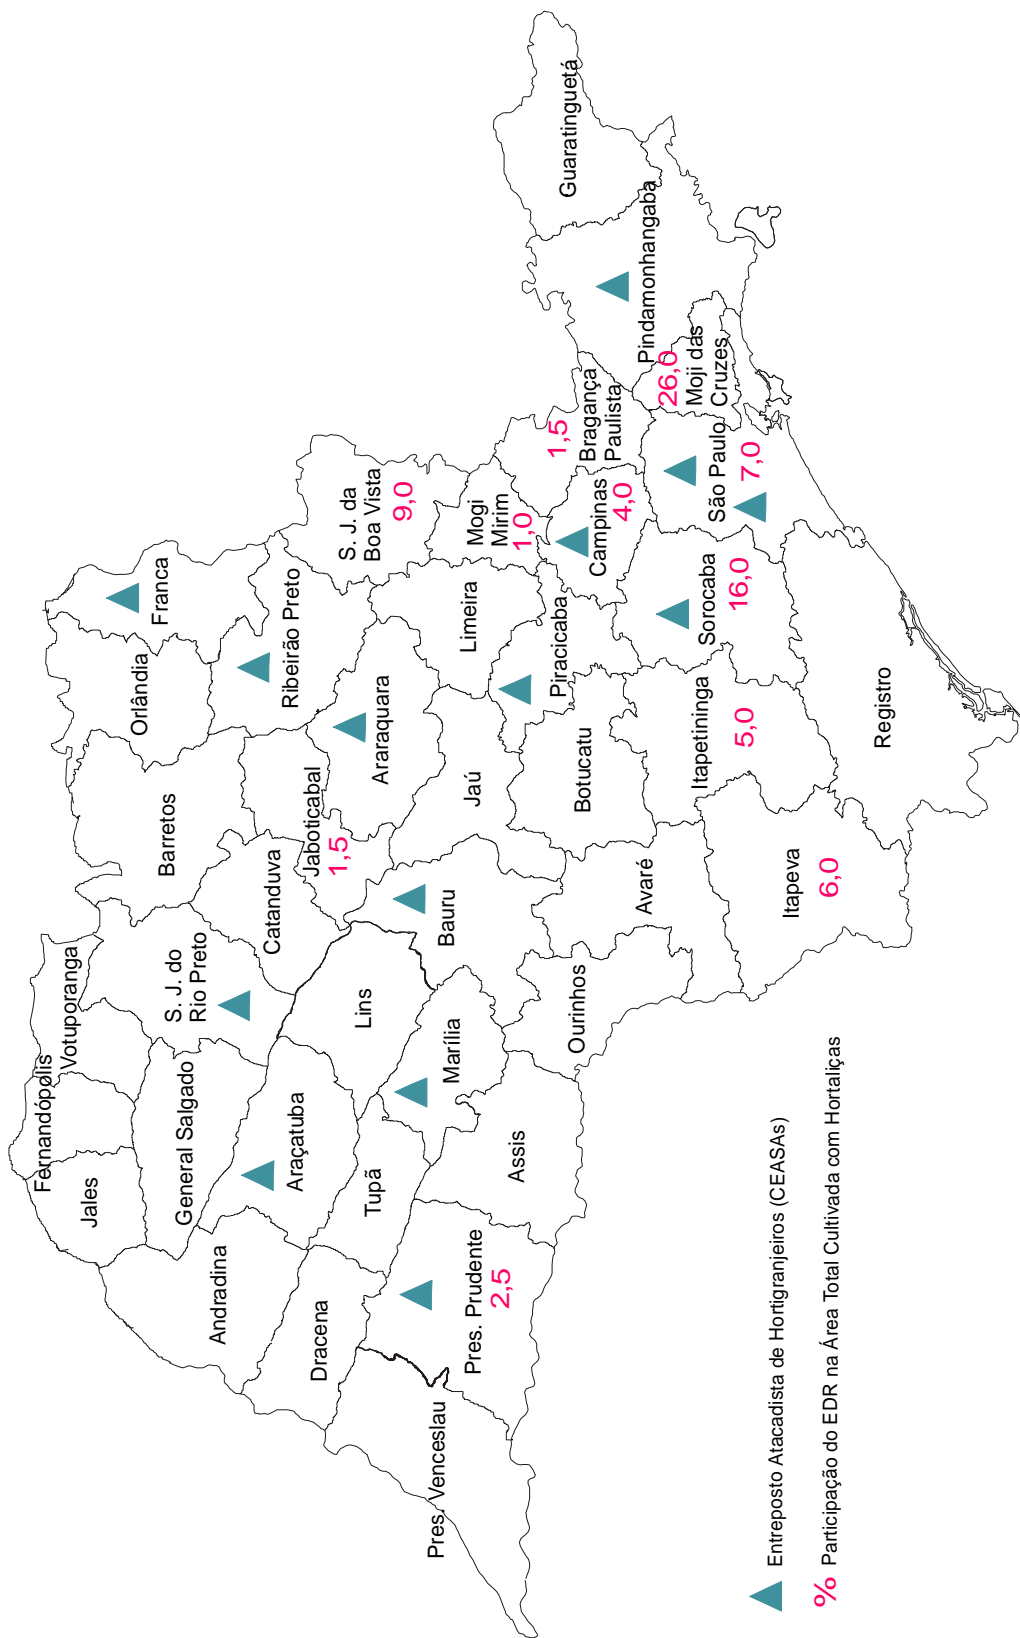 Fernandópolis
Votuporanga
Jales
General Salgado
S. J. do
Rio Preto
Barretos
Orlândia
Franca
Andradina
Araçatuba
Catanduva
Jaboticabal
1,5
Ribeirão Preto
Dracena
Tupã
Lins
Araraquara
S. J. da
Boa Vista
9,0
Pres. Venceslau
Pres. Prudente
2,5
Marília
Bauru
Jaú
Limeira
Mogi
Mirim
1,0
Assis
Ourinhos
Botucatu
Piracicaba
Campinas
4,0
1,5
Bragança
Paulista
Guaratinguetá
Pindamonhangaba
Avaré
Itapetininga
5,0
Sorocaba
16,0
São Paulo
7,0
26,0
Moji das
Cruzes
Itapeva
6,0
Registro
Entreposto Atacadista de Hortigranjeiros (CEASAs)
% Participação do EDR na Área Total Cultivada com Hortaliças